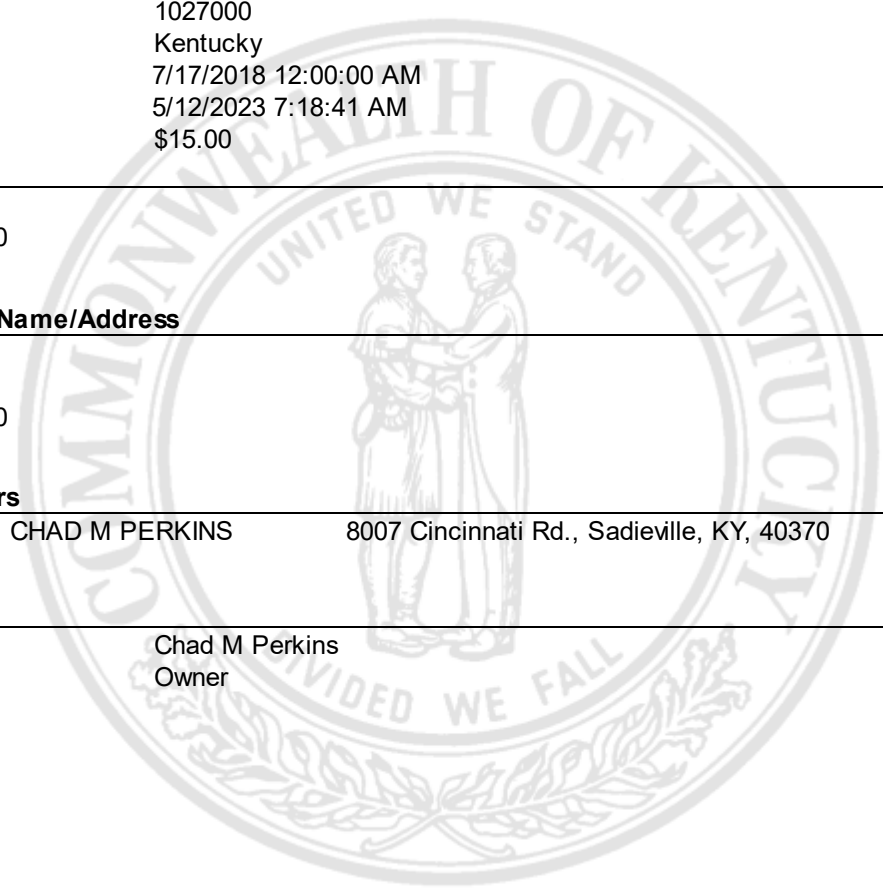 1027000
Kentucky
7/17/2018 12:00:00 AM
5/12/2023 7:18:41 AM
$15.00
0
Name/Address
0
rs
CHAD M PERKINS 8007 Cincinnati Rd., Sadieville, KY, 40370
Chad M Perkins
Owner
COMMONWEALTH OF KENTUCKY
UNITED WE STAND
DIVIDED WE FALL